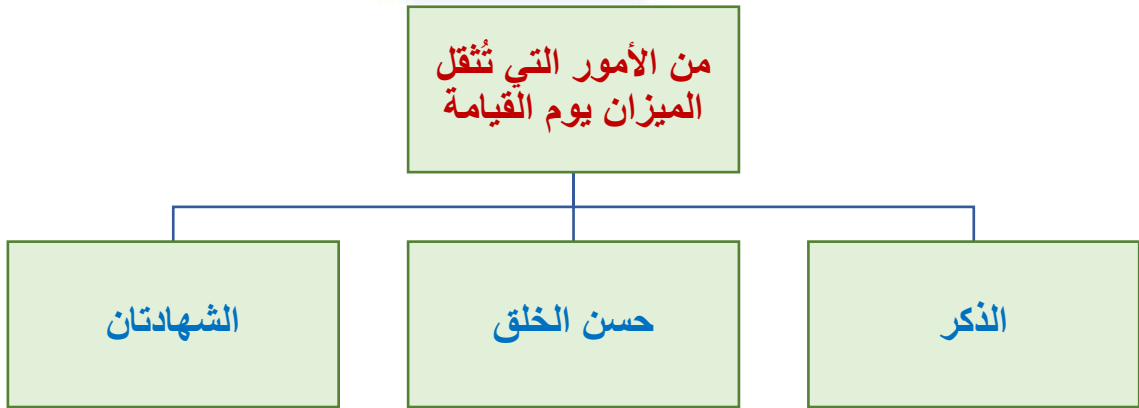 من الأمور التي تُثقل
الميزان يوم القيامة
الذكر
حسن الخلق
الشهادتان